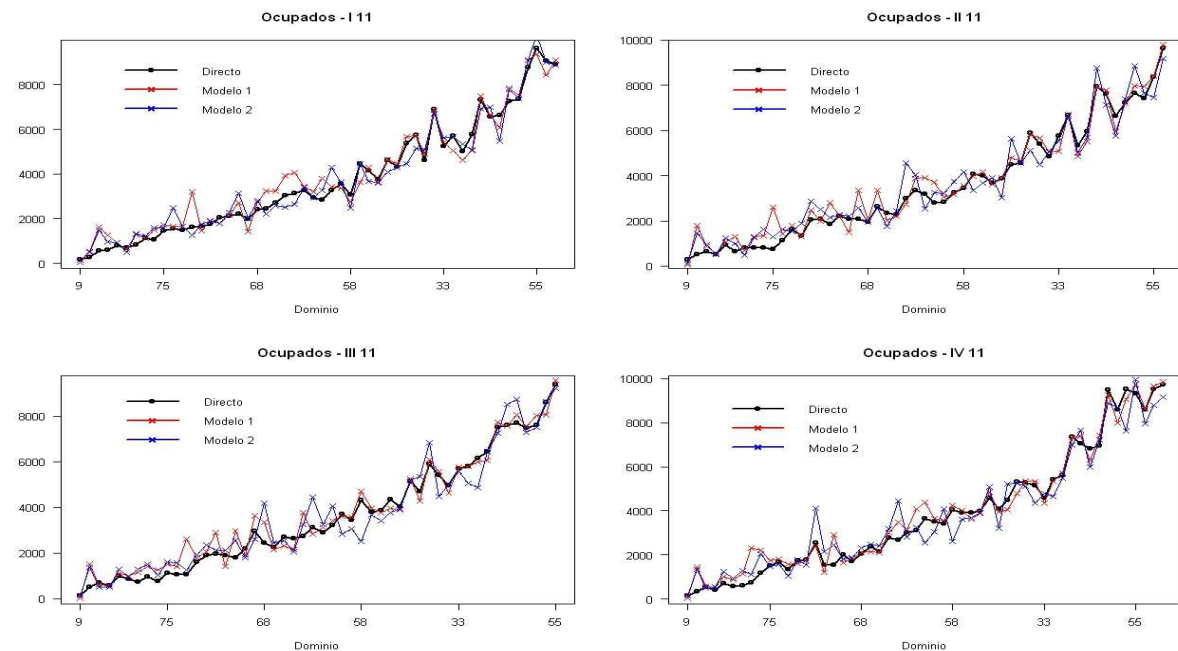 Ocupados - I 11
Directo
Modelo 1
Modelo 2
8000
6000
4000
2000
0
9 75 68 58 33 55
Dominio
Ocupados - II 11
10000
Directo
Modelo 1
Modelo 2
8000
6000
4000
2000
0
9 75 68 58 33 55
Dominio
Ocupados - III 11
Directo
Modelo 1
Modelo 2
8000
6000
4000
2000
0
9 75 68 58 33 55
Dominio
Ocupados - IV 11
10000
Directo
Modelo 1
Modelo 2
8000
6000
4000
2000
0
9 75 68 58 33 55
Dominio